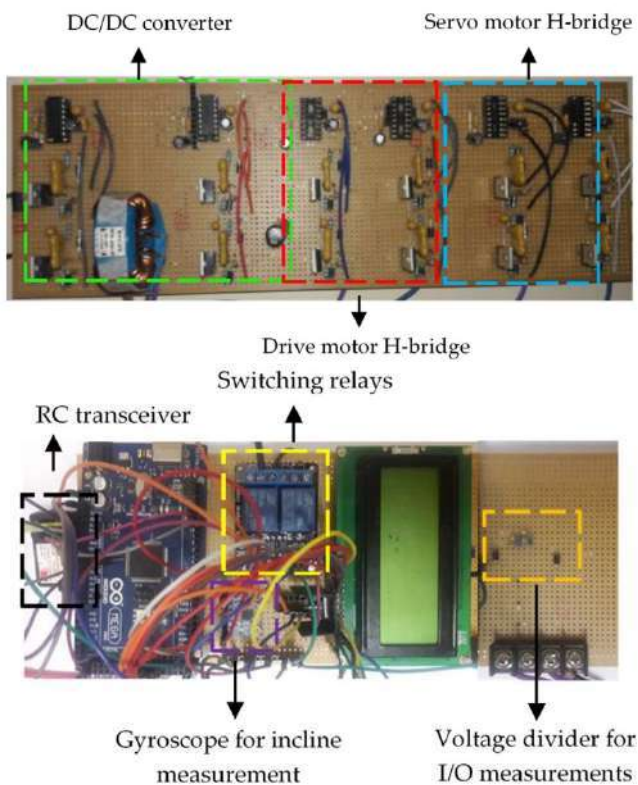 DC/DC converter
Servo motor H-bridge
Drive motor H-bridge
Switching relays
RC transceiver
ARDUINO
MEGA
Gyroscope for incline
measurement
Voltage divider for
I/O measurements